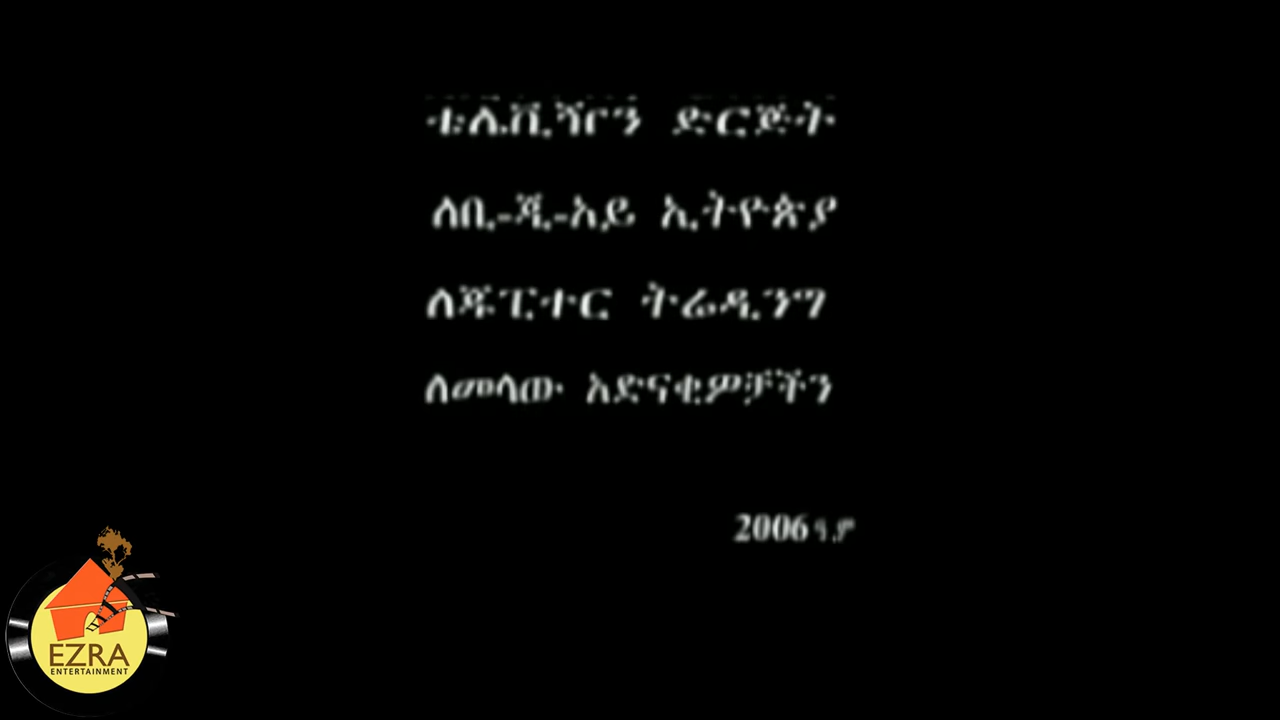 ቴሌቪዥን ድርጅት
ለቢ-ጂ-አይ ኢትዮጵያ
ለጁፒተር ትሬዲንግ
ለመላው አድናቂዎቻችን
2006 ዓ.ም
EZRA
ENTERTAINMENT